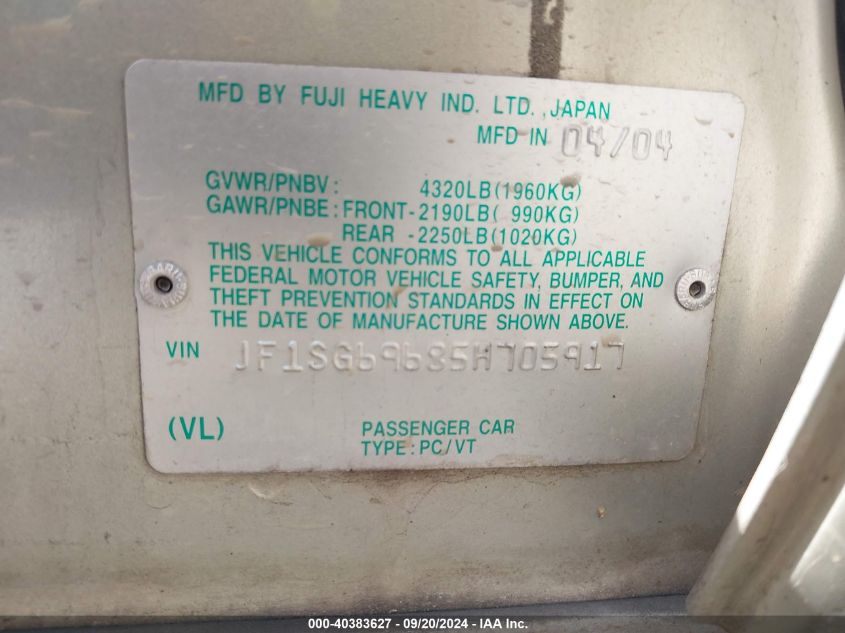 MFD BY FUJI HEAVY IND. LTD. ,JAPAN
MFD IN 04/04
GVWR/PNBV: 4320LB(1960KG)
GAWR/PNBE: FRONT-2190LB( 990KG)
REAR -2250LB(1020KG)
THIS VEHICLE CONFORMS TO ALL APPLICABLE
FEDERAL MOTOR VEHICLE SAFETY, BUMPER, AND
THEFT PREVENTION STANDARDS IN EFFECT ON
THE DATE OF MANUFACTURE SHOWN ABOVE.
VIN JF1SG69685H705917
(VL) PASSENGER CAR
TYPE:PC/VT
000-40383627 - 09/20/2024 - IAA Inc.